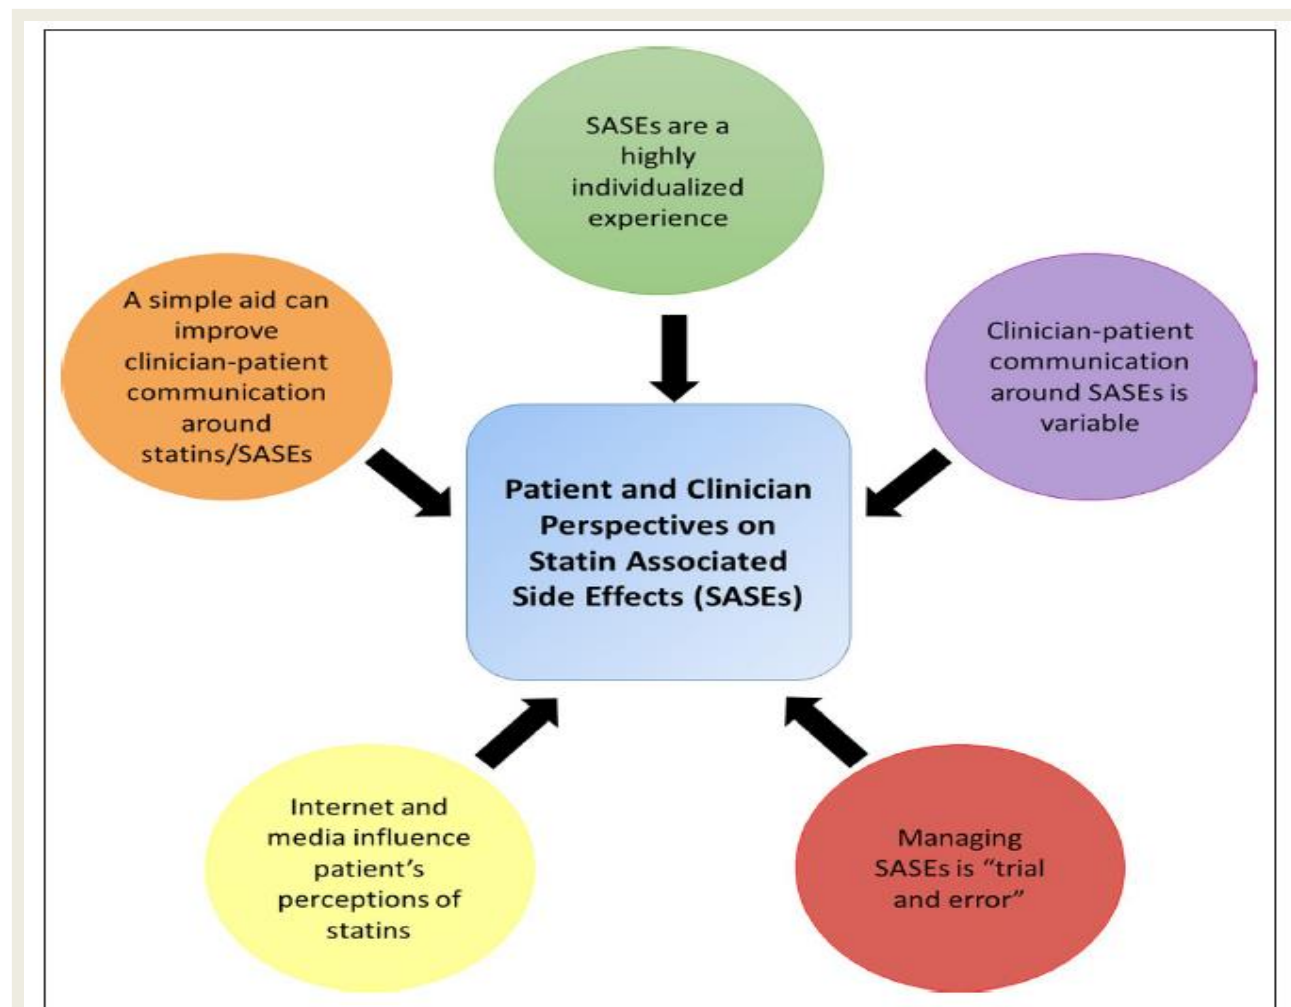 SASEs are a
highly
individualized
experience
A simple aid can
improve
clinician-patient
communication
around
statins/SASEs
Clinician-patient
communication
around SASEs is
variable
Patient and Clinician
Perspectives on
Statin Associated
Side Effects (SASEs)
Internet and
media influence
patient’s
perceptions of
statins
Managing
SASEs is “trial
and error”